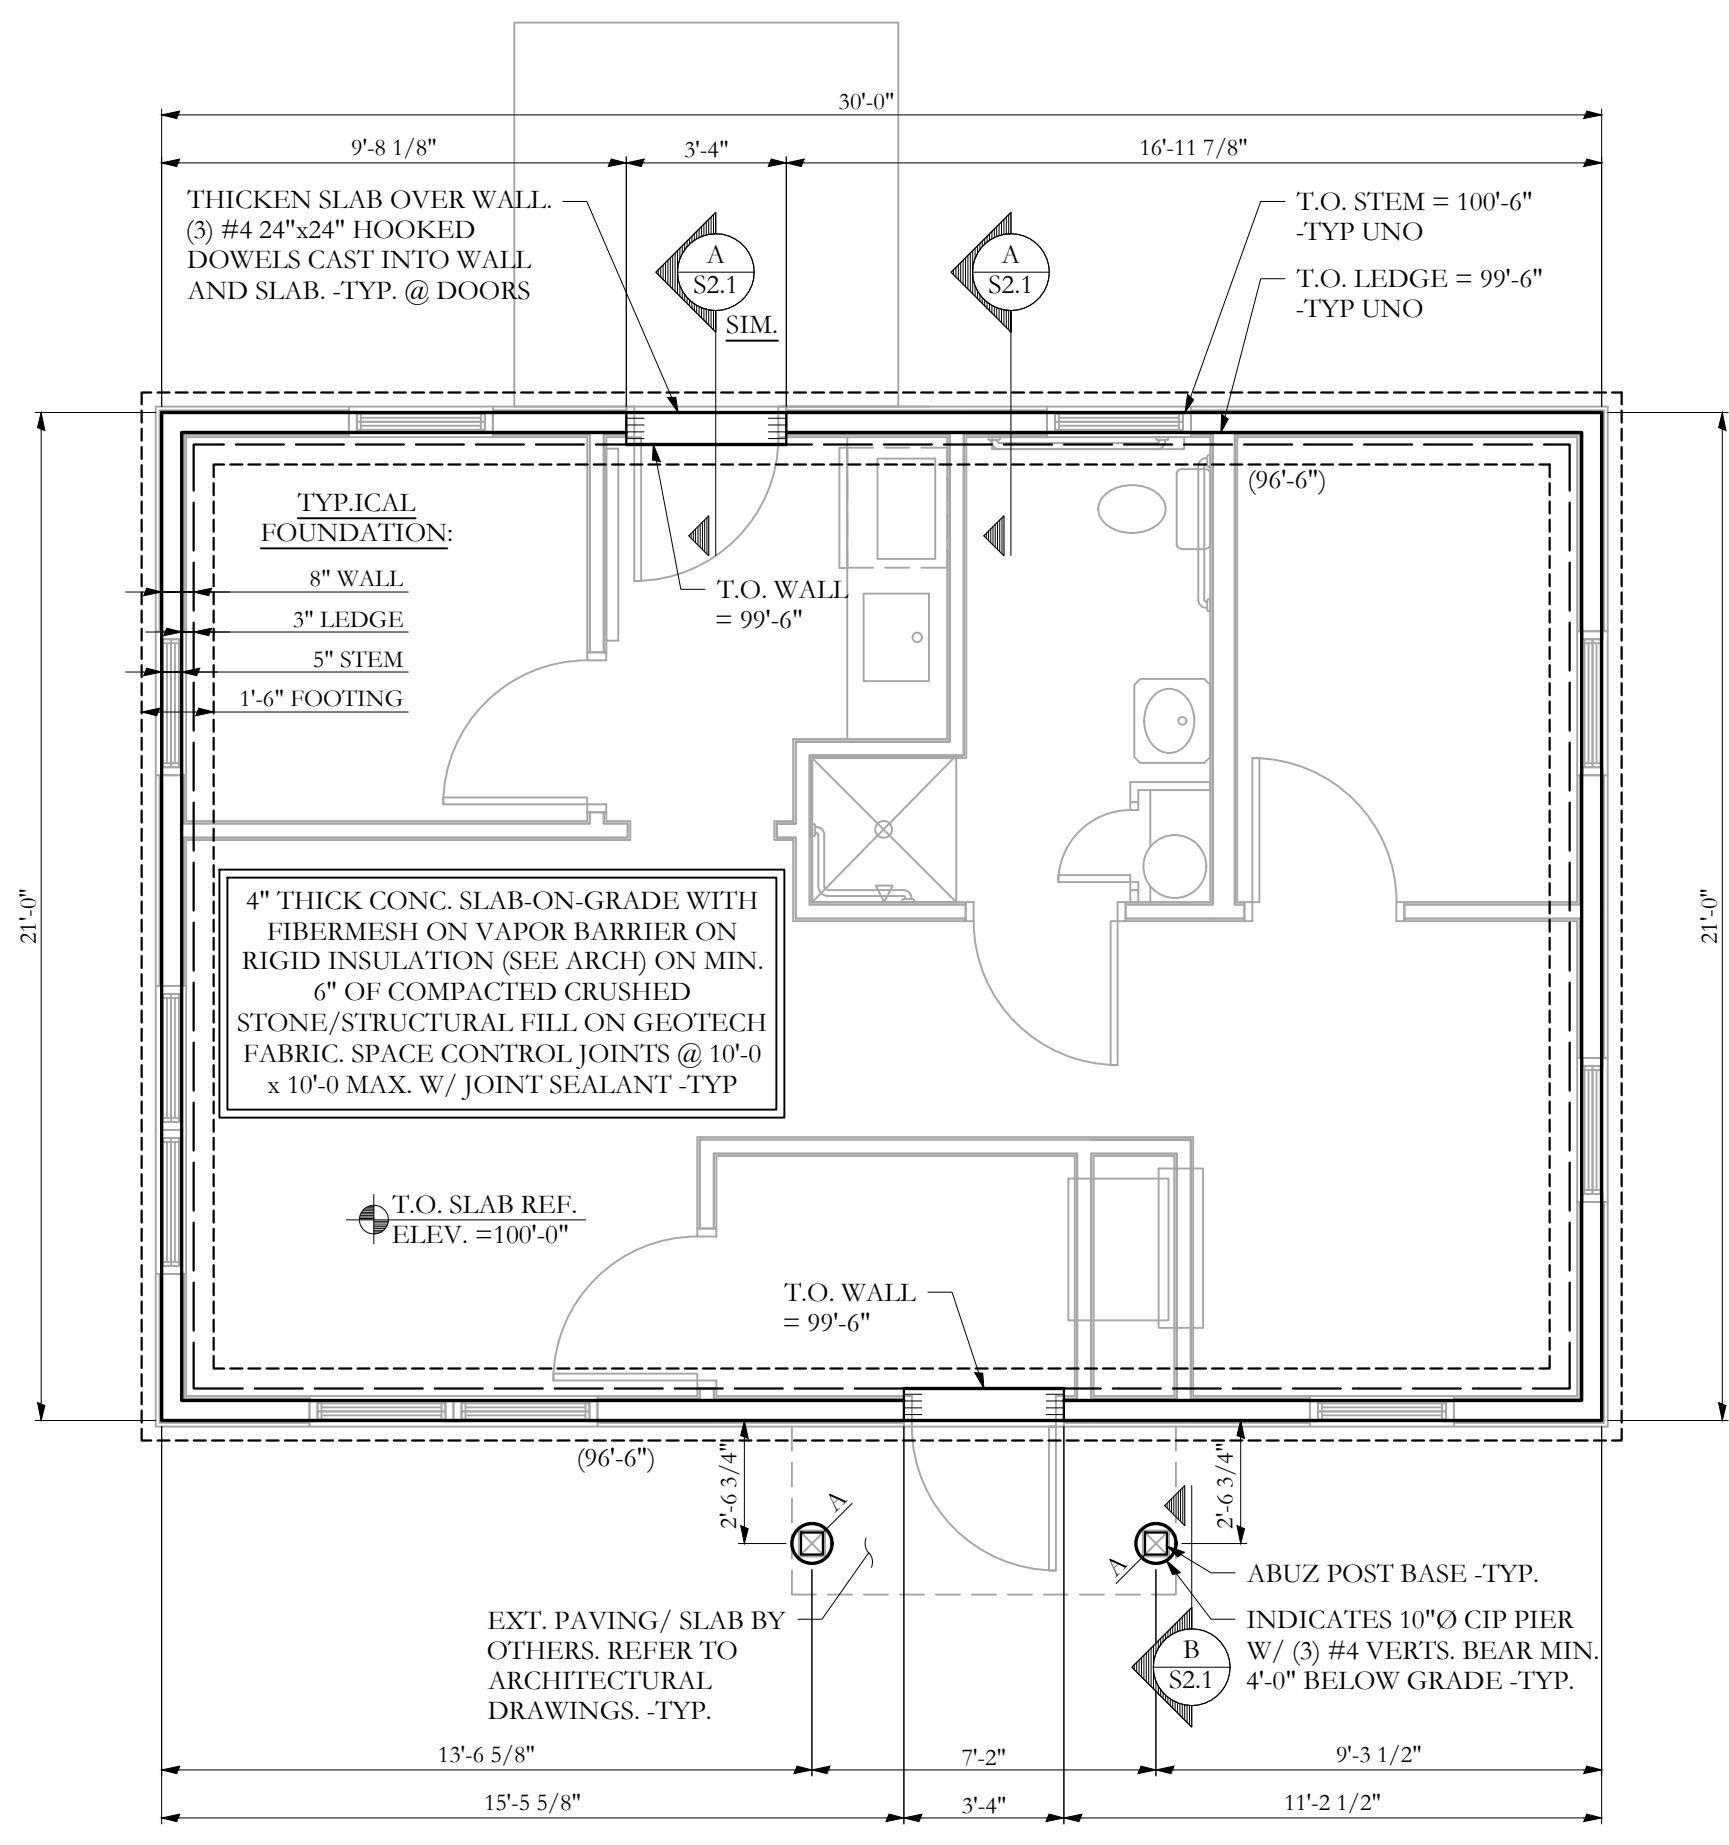 30'-0"
9'-8 1/8"
3'-4"
16'-11 7/8"
THICKEN SLAB OVER WALL.
(3) #4 24"x24" HOOKED
DOWELS CAST INTO WALL
AND SLAB. -TYP. @ DOORS
A
S2.1
SIM.
A
S2.1
T.O. STEM = 100'-6"
-TYP UNO
T.O. LEDGE = 99'-6"
-TYP UNO
(96'-6")
TYP.ICAL
FOUNDATION:
8" WALL
3" LEDGE
5" STEM
1'-6" FOOTING
T.O. WALL
= 99'-6"
21'-0"
21'-0"
4" THICK CONC. SLAB-ON-GRADE WITH
FIBERMESH ON VAPOR BARRIER ON
RIGID INSULATION (SEE ARCH) ON MIN.
6" OF COMPACTED CRUSHED
STONE/STRUCTURAL FILL ON GEOTECH
FABRIC. SPACE CONTROL JOINTS @ 10'-0
x 10'-0 MAX. W/ JOINT SEALANT -TYP
T.O. SLAB REF.
ELEV. =100'-0"
T.O. WALL
= 99'-6"
(96'-6")
2'-6 3/4"
A
A
2'-6 3/4"
ABUZ POST BASE -TYP.
EXT. PAVING/ SLAB BY
OTHERS. REFER TO
ARCHITECTURAL
DRAWINGS. -TYP.
B
S2.1
INDICATES 10"Ø CIP PIER
W/ (3) #4 VERTS. BEAR MIN.
4'-0" BELOW GRADE -TYP.
13'-6 5/8"
7'-2"
9'-3 1/2"
15'-5 5/8"
3'-4"
11'-2 1/2"